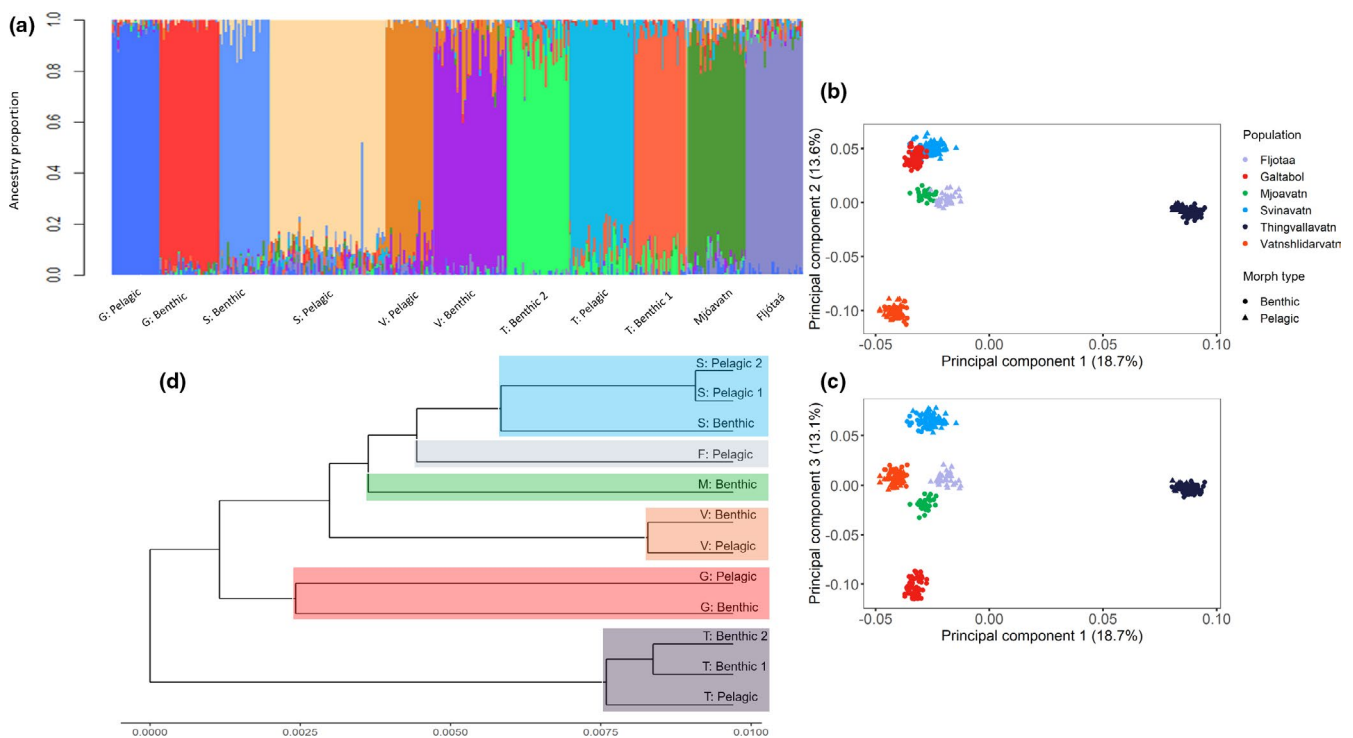 (a)
Ancestry proportion
1.0
0.8
0.6
0.4
0.2
0.0
G: Pelagic
G: Benthic
S: Benthic
S: Pelagic
V: Pelagic
V: Benthic
T: Benthic 2
T: Pelagic
T: Benthic 1
Mjóavatn
Fljótaá
(b)
Principal component 2 (13.6%)
0.05
0.00
-0.05
-0.10
-0.05
0.00
0.05
0.10
Principal component 1 (18.7%)
Population
Fljotaa
Galtabol
Mjoavatn
Svinavatn
Thingvallavatn
Vatnshlidarvatn
Morph type
Benthic
Pelagic
(c)
Principal component 3 (13.1%)
0.05
0.00
-0.05
-0.10
-0.05
0.00
0.05
0.10
Principal component 1 (18.7%)
(d)
S: Pelagic 2
S: Pelagic 1
S: Benthic
F: Pelagic
M: Benthic
V: Benthic
V: Pelagic
G: Pelagic
G: Benthic
T: Benthic 2
T: Benthic 1
T: Pelagic
0.0000
0.0025
0.0050
0.0075
0.0100